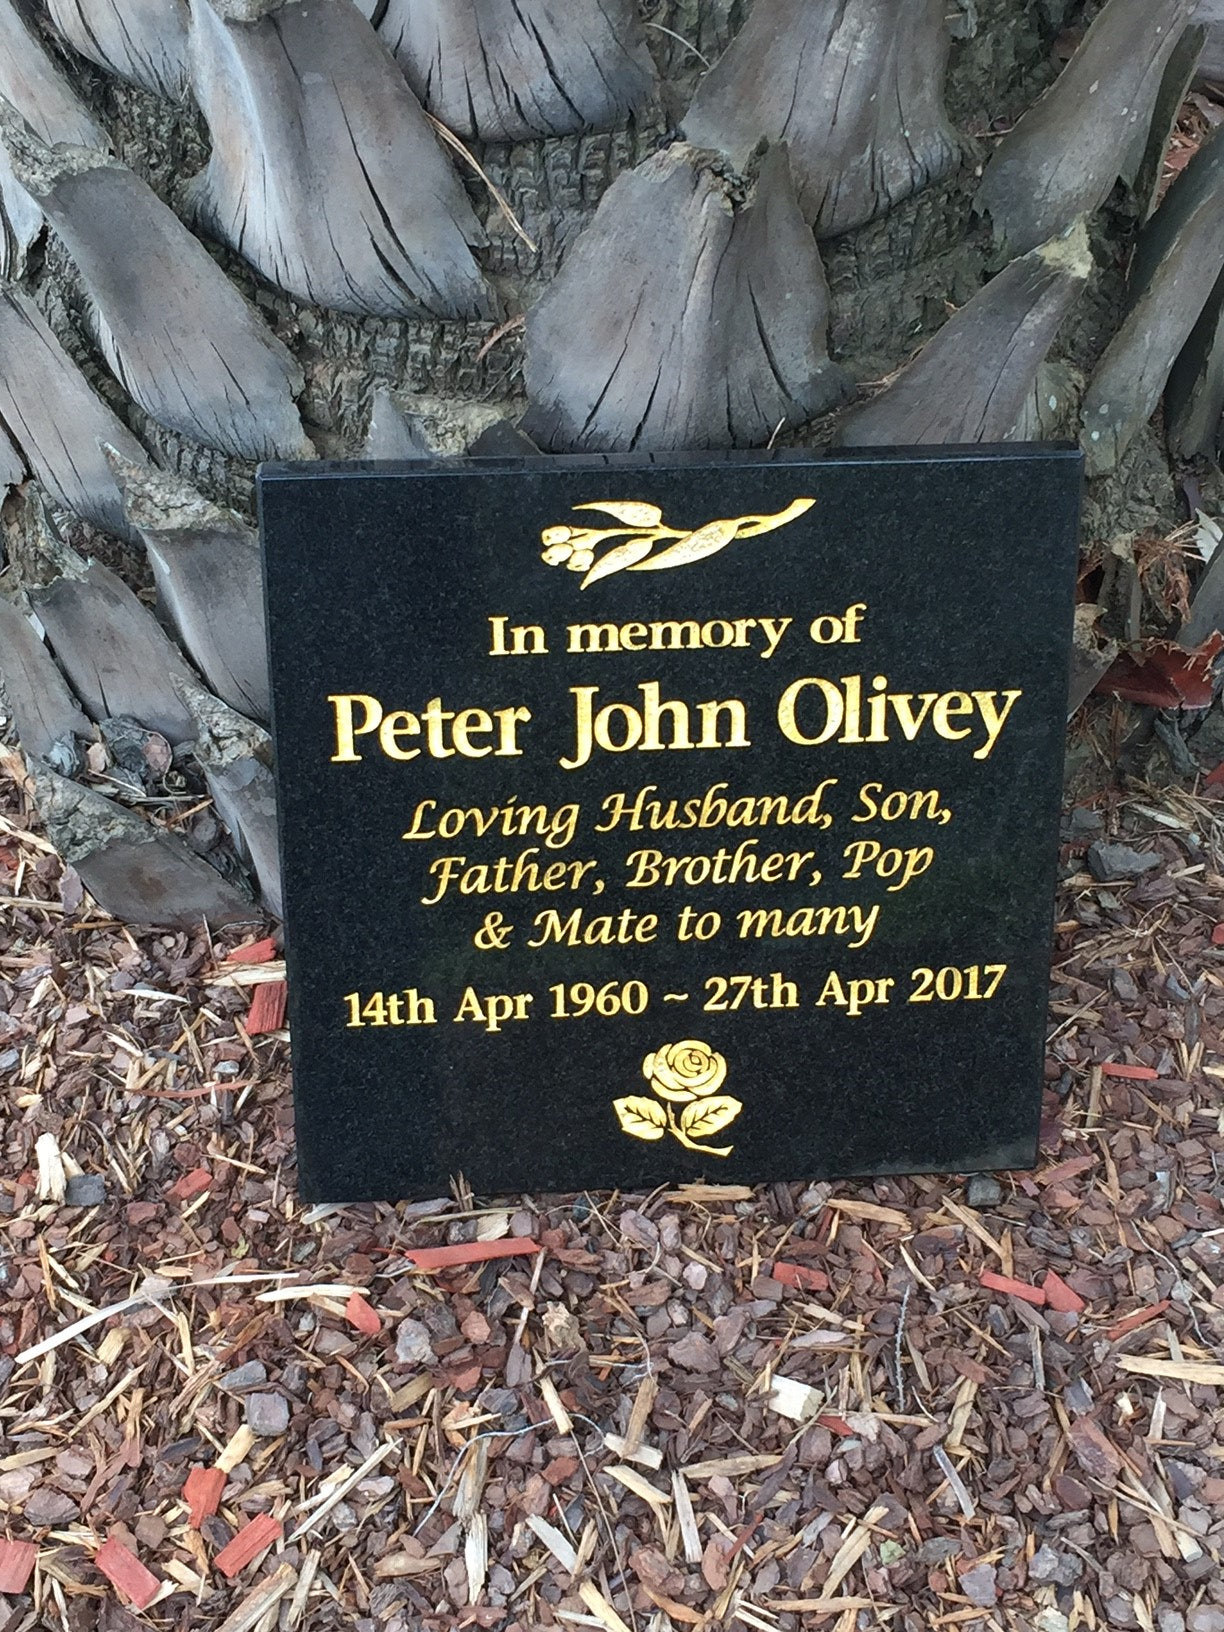 In memory of
Peter John Olivey
Loving Husband, Son,
Father, Brother, Pop
& Mate to many
14th Apr 1960 ~ 27th Apr 2017